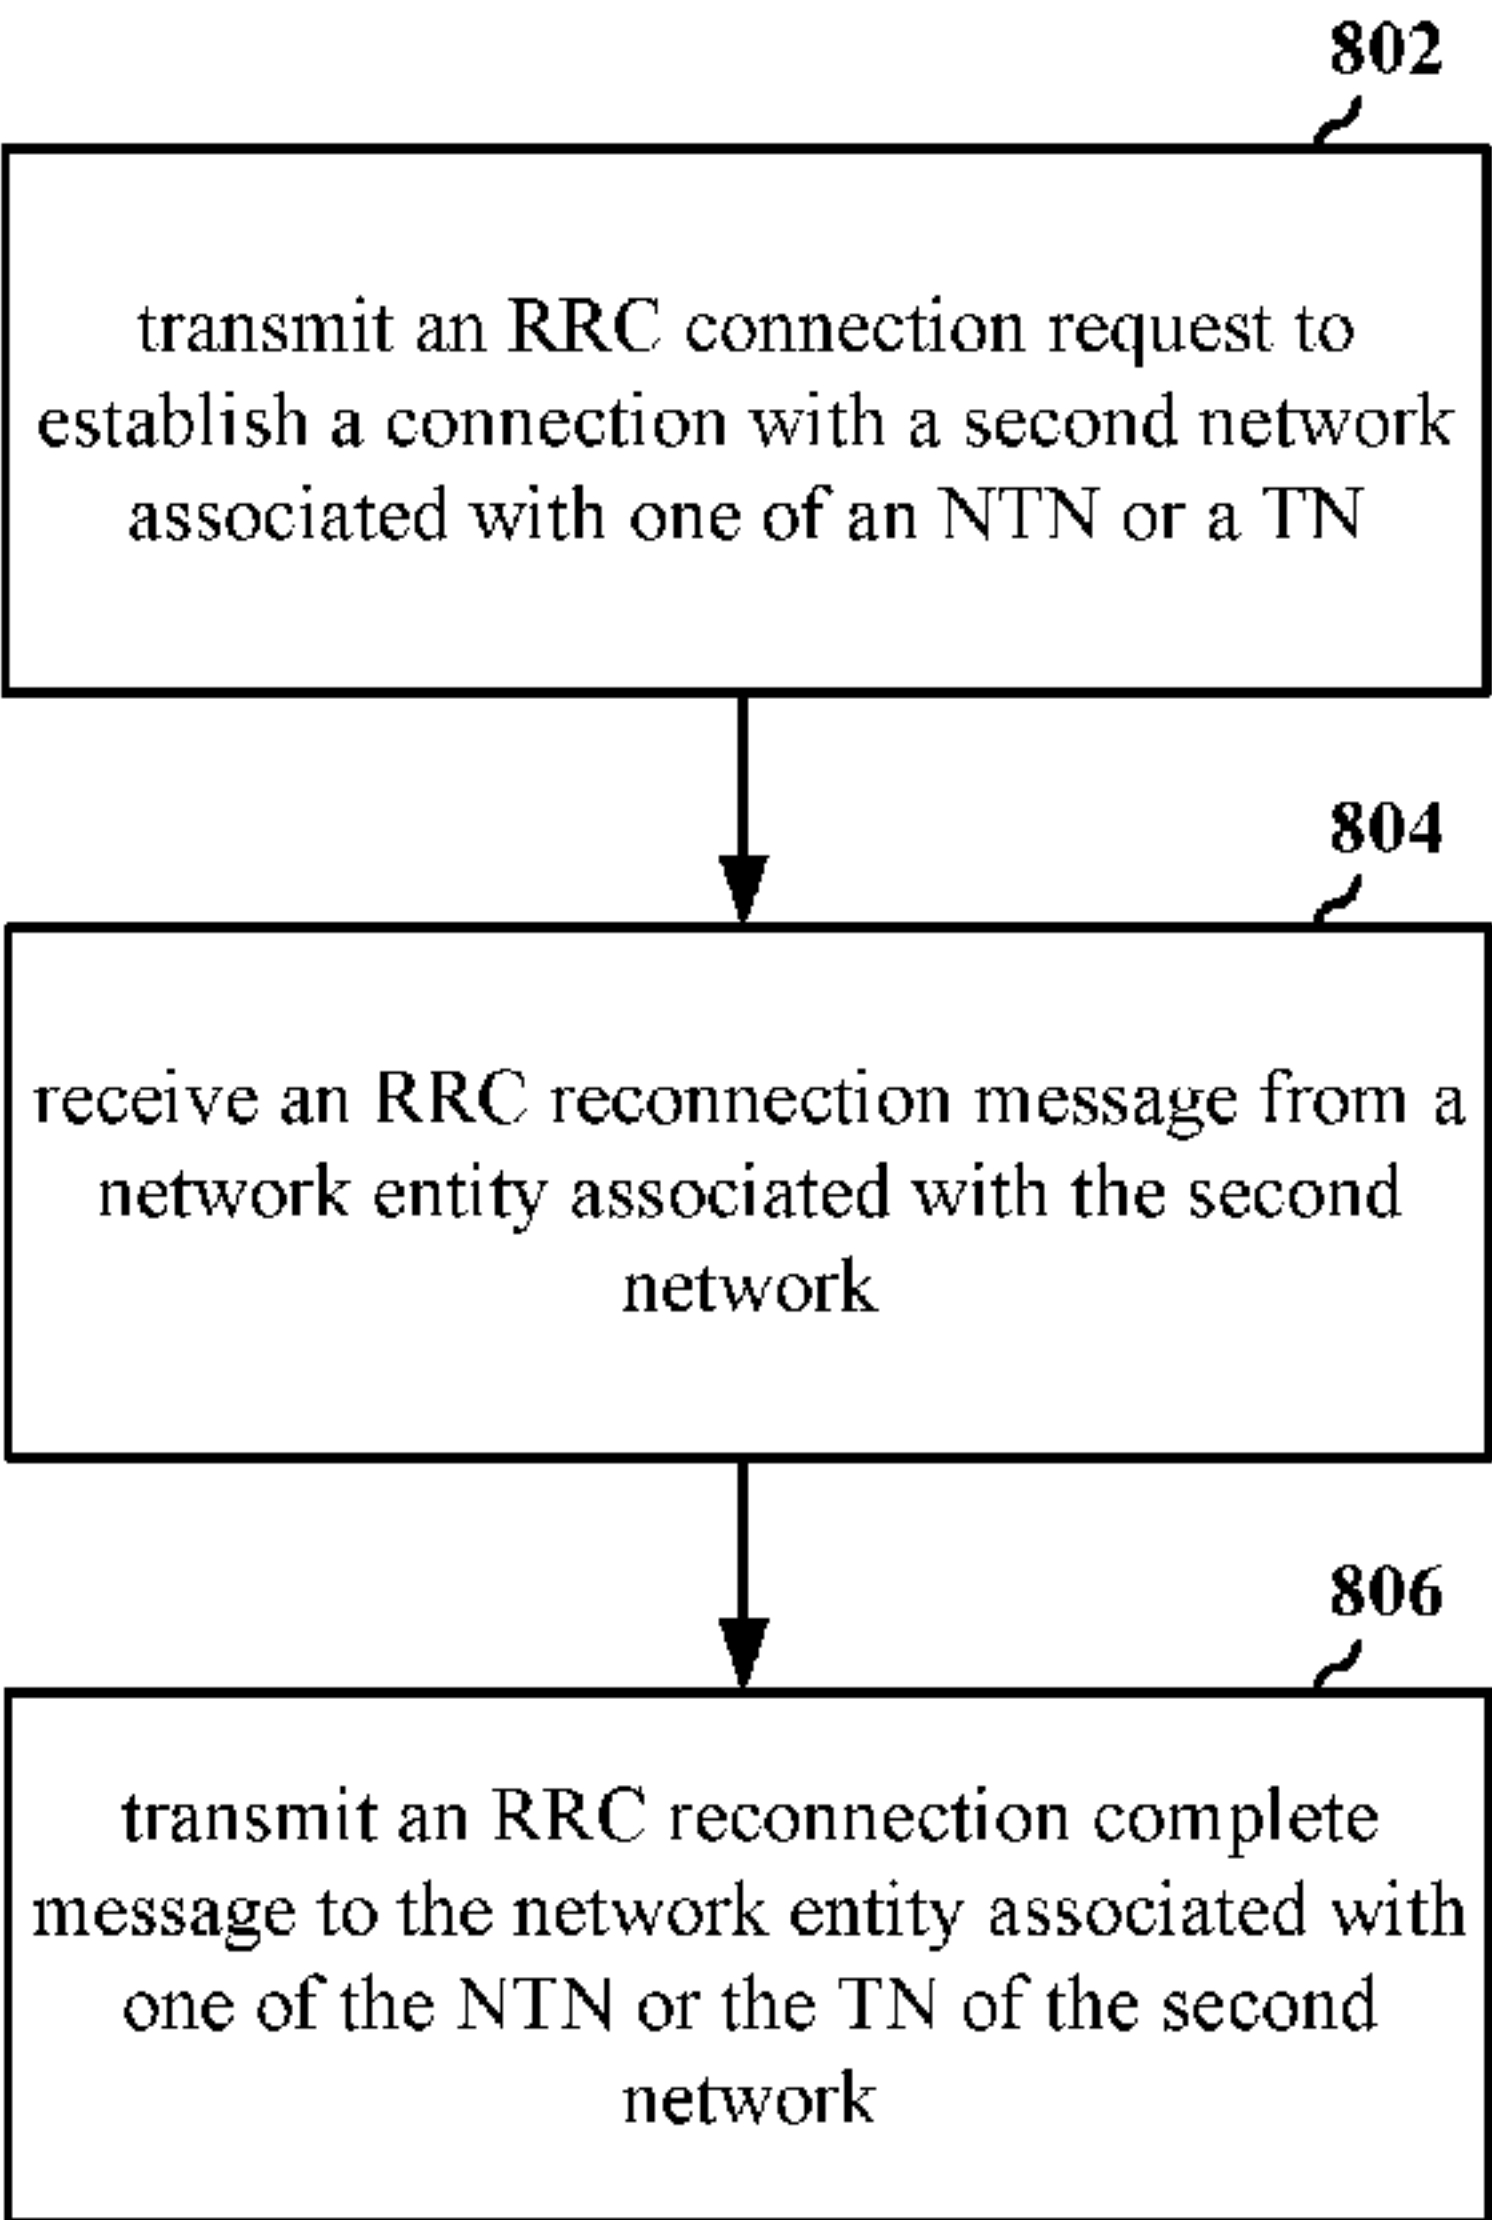 802
transmit an RRC connection request to
establish a connection with a second network
associated with one of an NTN or a TN
804
receive an RRC reconnection message from a
network entity associated with the second
network
806
transmit an RRC reconnection complete
message to the network entity associated with
one of the NTN or the TN of the second
network